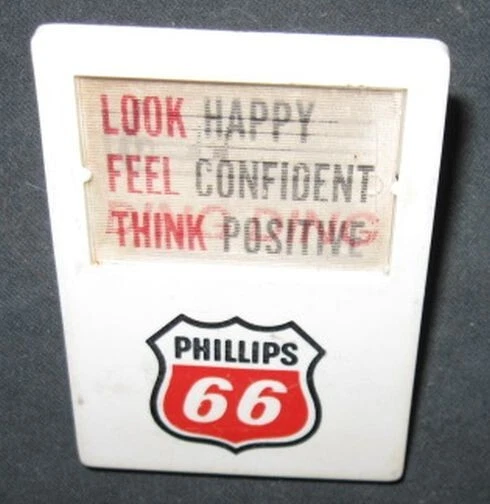 LOOK HAPPY
FEEL CONFIDENT
THINK POSITIVE
PHILLIPS
66